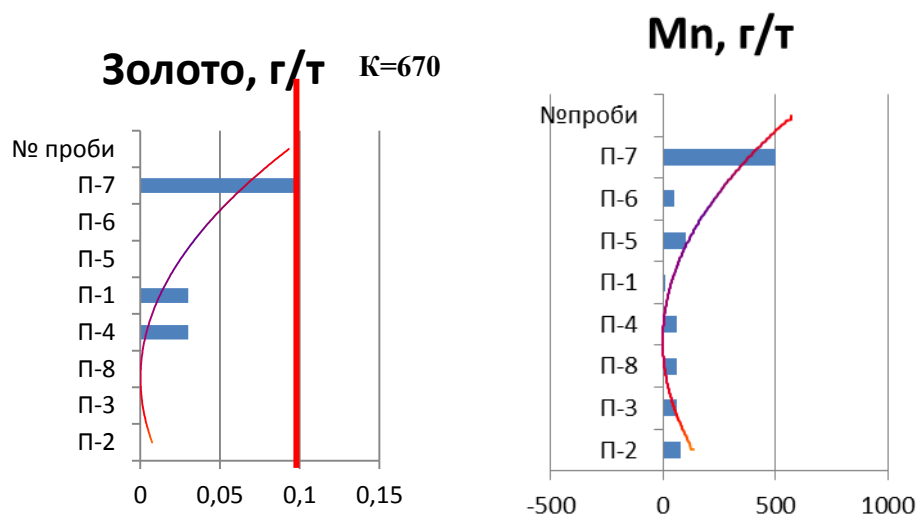 Золото, г/т
К=670
№ проби
П-7
П-6
П-5
П-1
П-4
П-8
П-3
П-2
0
0,05
0,1
0,15
Mn, г/т
№проби
П-7
П-6
П-5
П-1
П-4
П-8
П-3
П-2
-500
0
500
1000